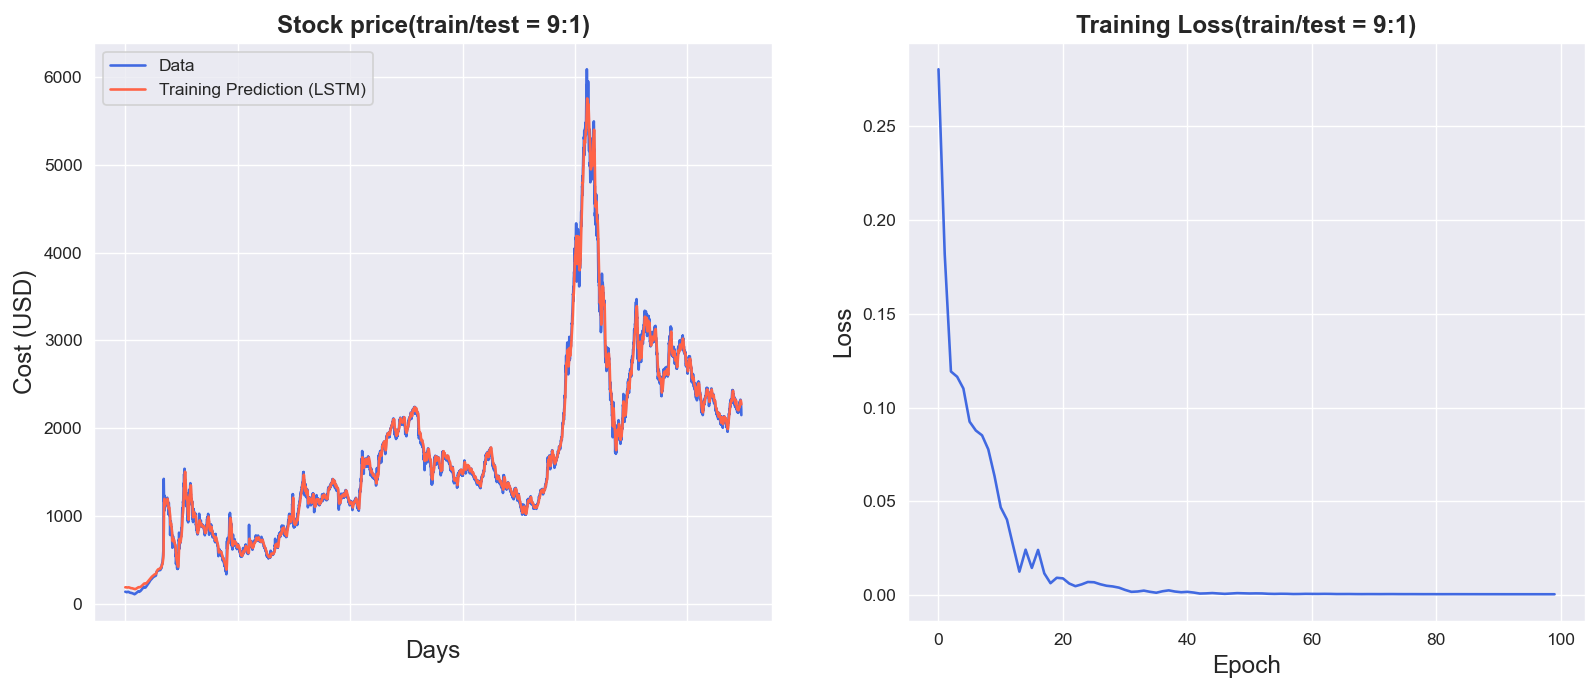 Stock price(train/test = 9:1)
Data
Training Prediction (LSTM)
6000
5000
4000
3000
2000
1000
0
Cost (USD)
Days
Training Loss(train/test = 9:1)
0.25
0.20
0.15
0.10
0.05
0.00
Loss
0 20 40 60 80 100
Epoch